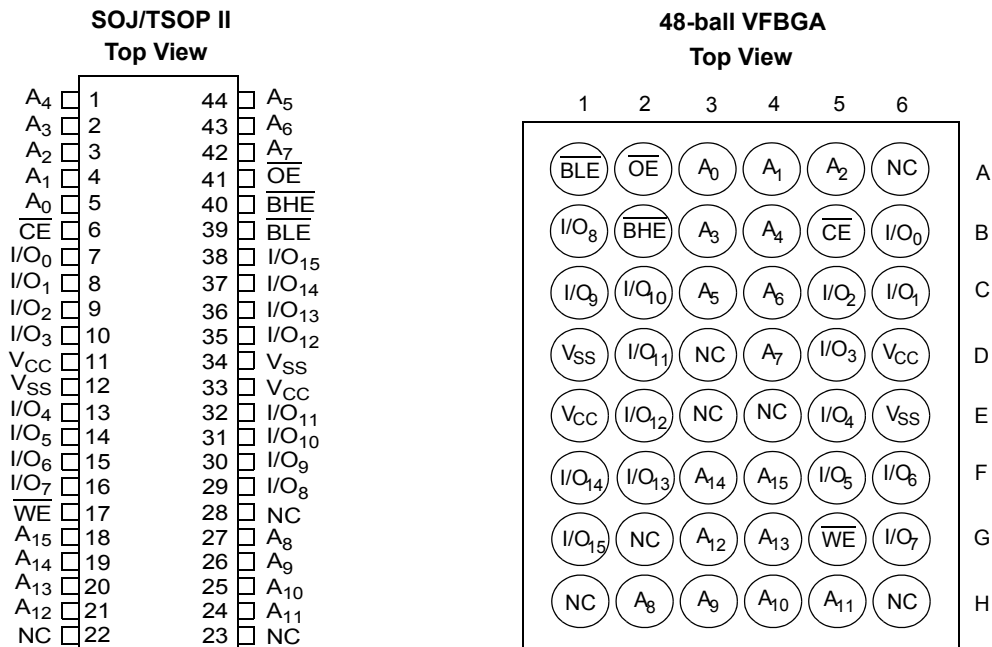 SOJ/TSOP II
Top View
A4 1 44 A5
A3 2 43 A6
A2 3 42 A7
A1 4 41 OE
A0 5 40 BHE
CE 6 39 BLE
I/O0 7 38 I/O15
I/O1 8 37 I/O14
I/O2 9 36 I/O13
I/O3 10 35 I/O12
VCC 11 34 VSS
VSS 12 33 VCC
I/O4 13 32 I/O11
I/O5 14 31 I/O10
I/O6 15 30 I/O9
I/O7 16 29 I/O8
WE 17 28 NC
A15 18 27 A8
A14 19 26 A9
A13 20 25 A10
A12 21 24 A11
NC 22 23 NC
48-ball VFBGA
Top View
1 2 3 4 5 6
BLE OE A0 A1 A2 NC A
I/O8 BHE A3 A4 CE I/O0 B
I/O9 I/O10 A5 A6 I/O2 I/O1 C
VSS I/O11 NC A7 I/O3 VCC D
VCC I/O12 NC NC I/O4 VSS E
I/O14 I/O13 A14 A15 I/O5 I/O6 F
I/O15 NC A12 A13 WE I/O7 G
NC A8 A9 A10 A11 NC H